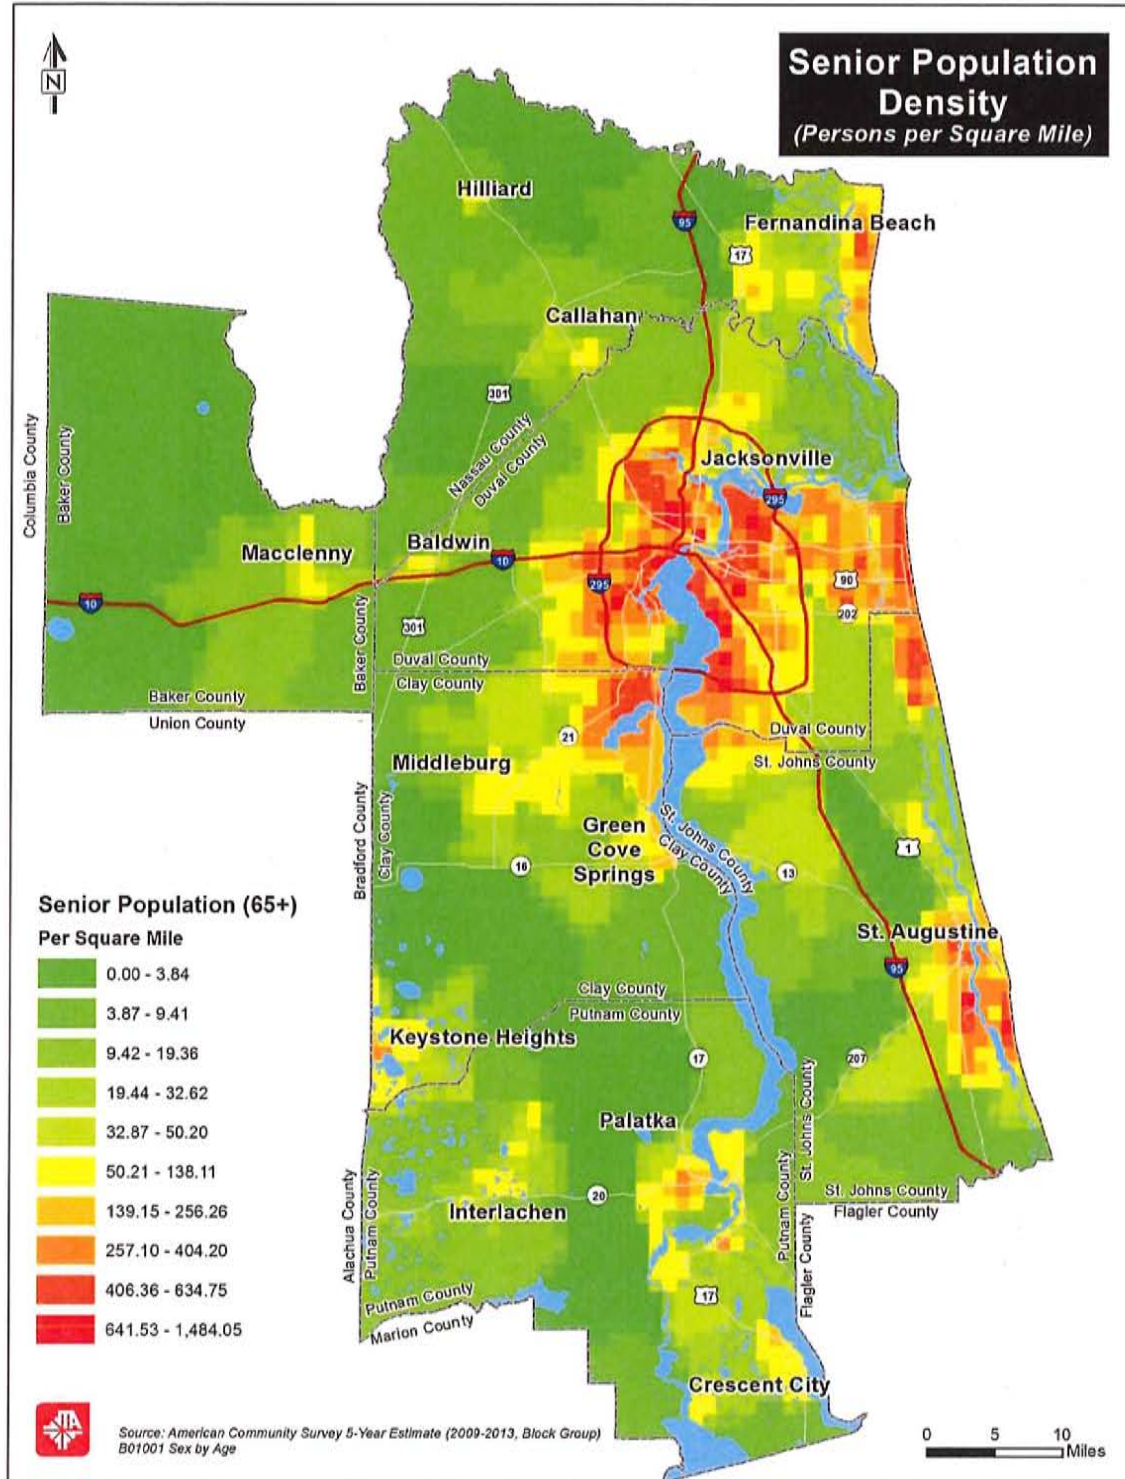 N
Senior Population
Density
(Persons per Square Mile)
Hilliard
95
Fernandina Beach
17
Callahan
301
Nassau County
Duval County
Jacksonville
295
Columbia County
Baker County
Macclenny
Baldwin
10
295
90
202
10
301
Baker County
Duval County
Clay County
Baker County
Union County
21
Duval County
St. Johns County
Middleburg
Bradford County
Clay County
Green
Cove
Springs
St. Johns County
Clay County
16
13
1
St. Augustine
95
Senior Population (65+)
Per Square Mile
0.00 - 3.84
3.87 - 9.41
9.42 - 19.36
19.44 - 32.62
32.87 - 50.20
50.21 - 138.11
139.15 - 256.26
257.10 - 404.20
406.36 - 634.75
641.53 - 1,484.05
Clay County
Putnam County
Keystone Heights
17
207
Palatka
St. Johns County
Putnam County
Alachua County
Putnam County
20
Interlachen
St. Johns County
Flagler County
Flagler County
17
Putnam County
Marion County
Crescent City
JTA
Source: American Community Survey 5-Year Estimate (2009-2013, Block Group)
B01001 Sex by Age
0 5 10
Miles